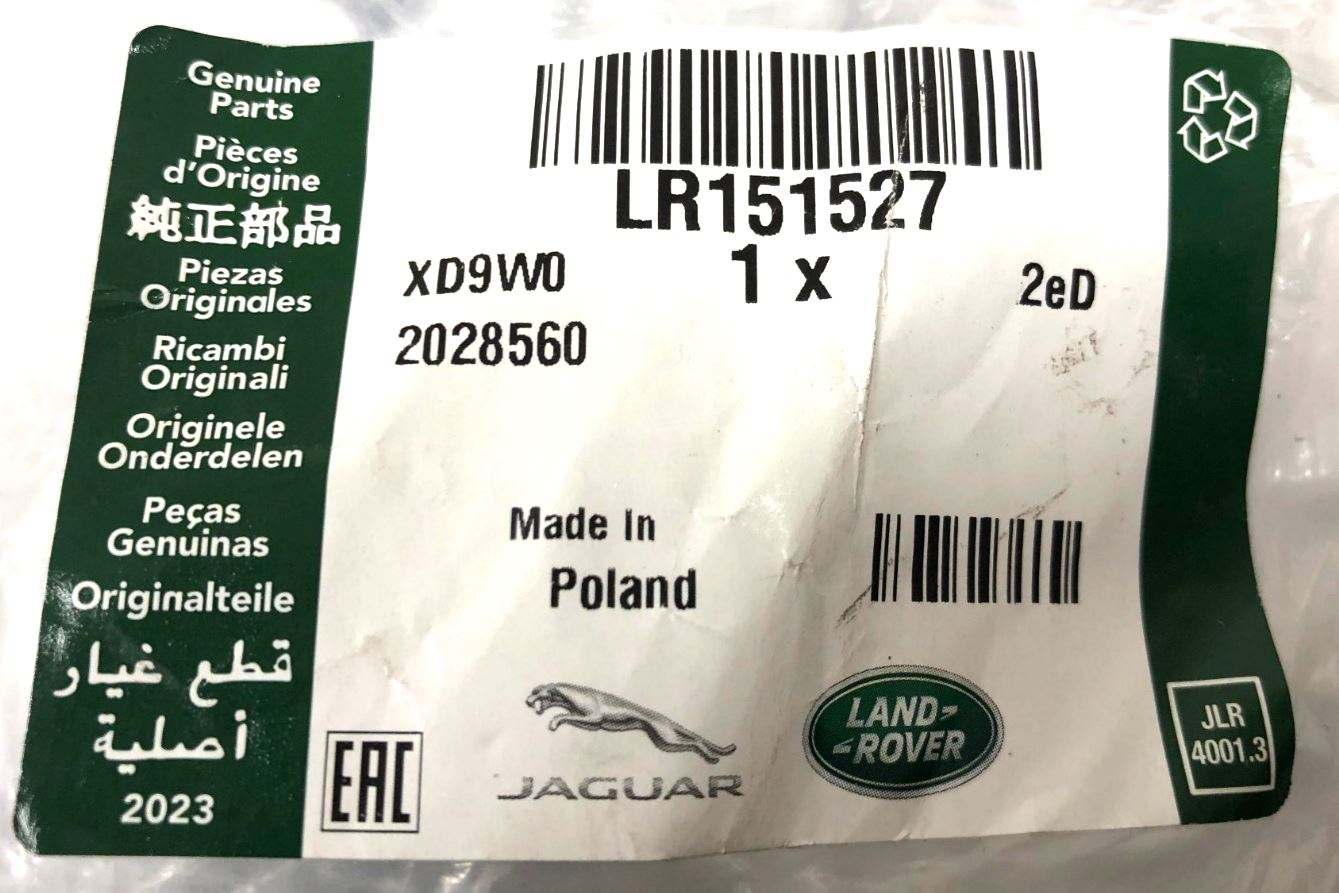 Genuine
Parts
Pièces
d'Origine
純正部品
Piezas
Originales
Ricambi
Originali
Originele
Onderdelen
Peças
Genuinas
Originalteile
قطع غيار
أصلية
2023
LR151527
XD9W0
1 x
2eD
2028560
Made In
Poland
EAC
JAGUAR
LAND-
-ROVER
JLR
4001.3